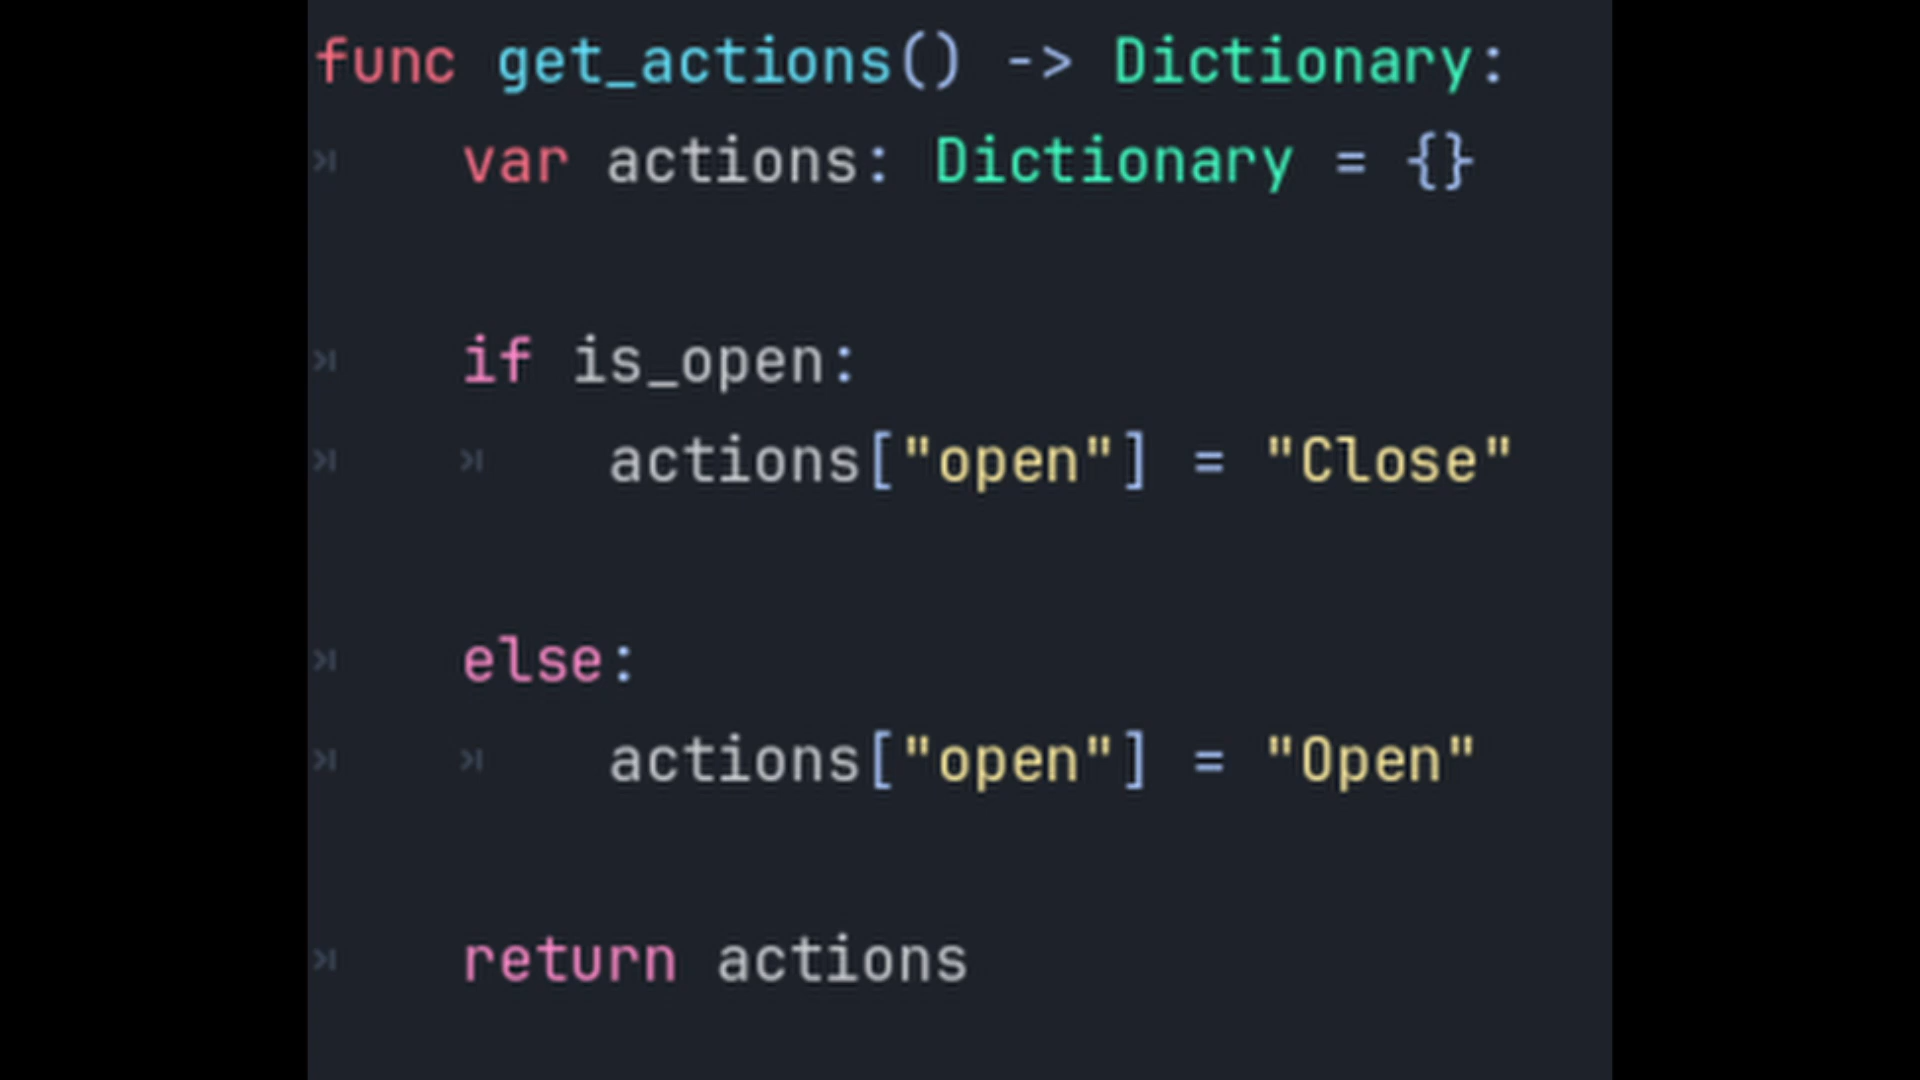 func get_actions() -> Dictionary:
var actions: Dictionary = {}
if is_open:
actions["open"] = "Close"
else:
actions["open"] = "Open"
return actions